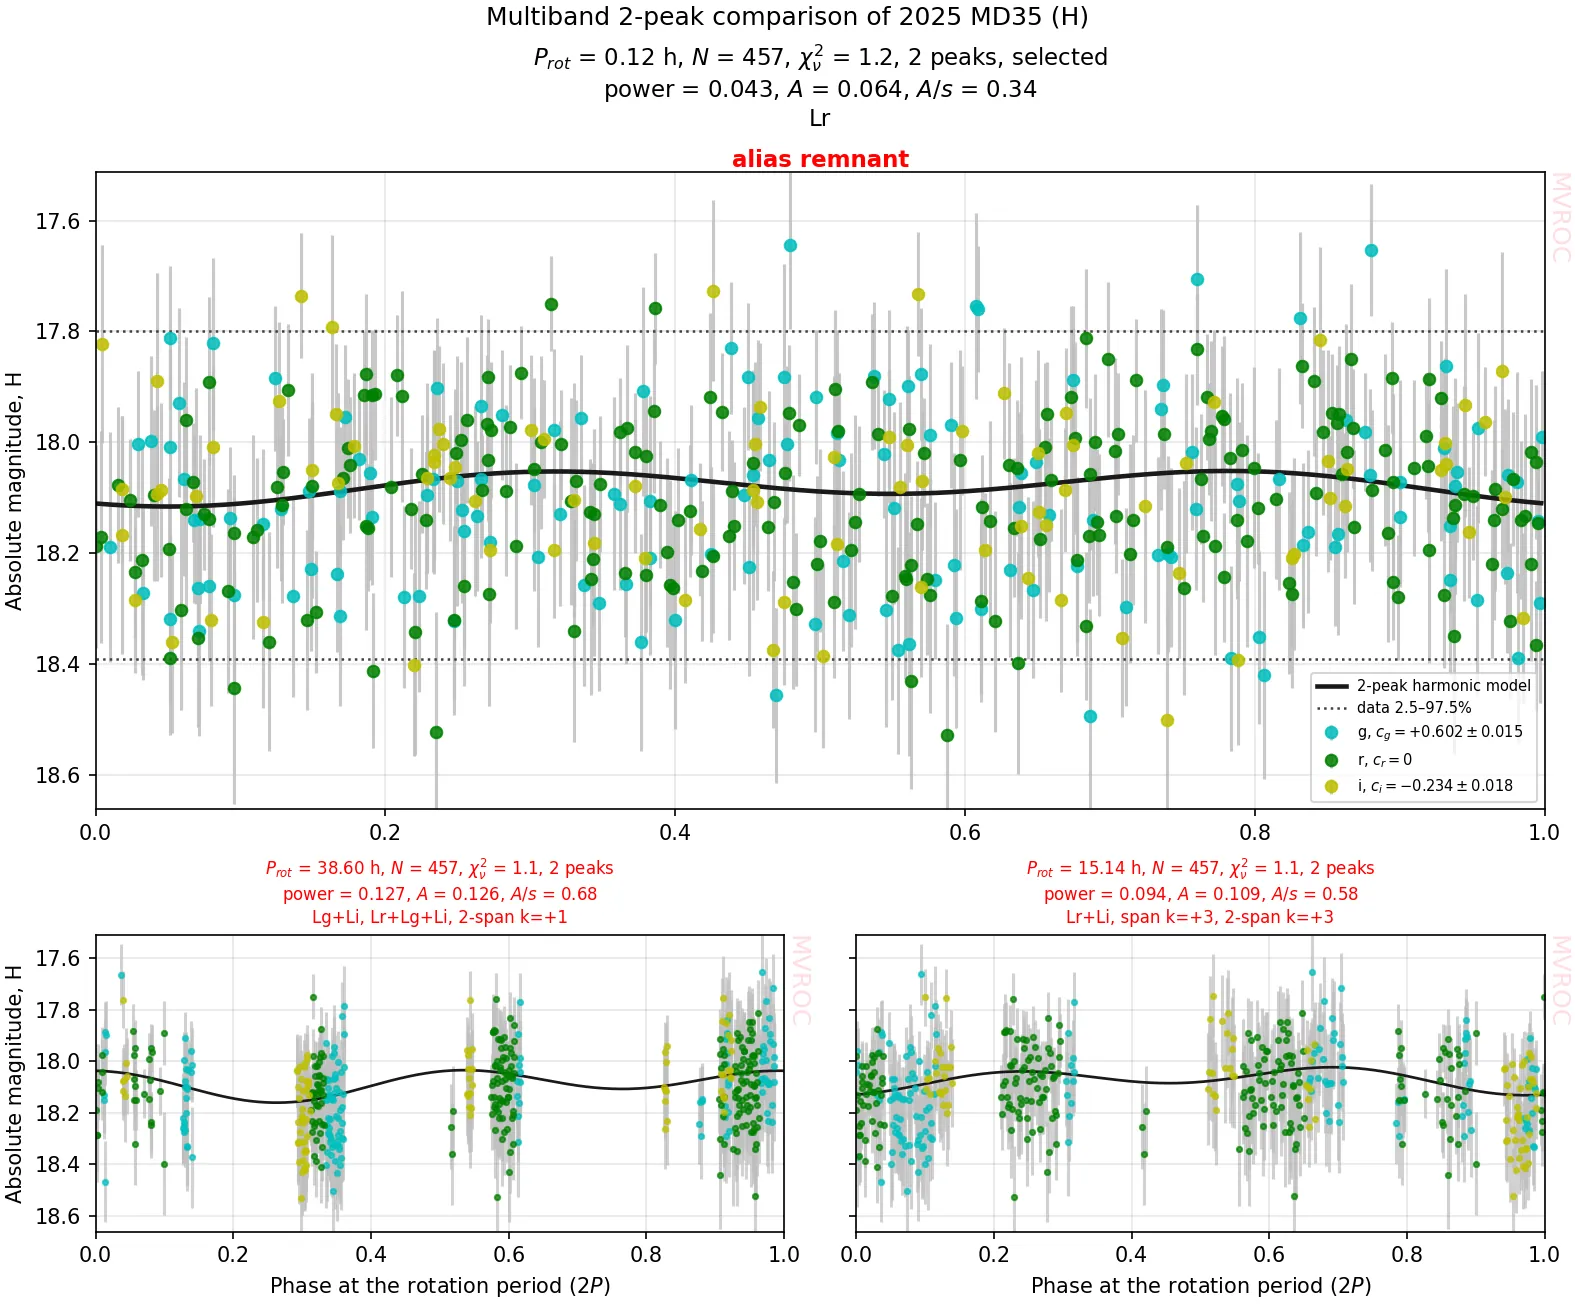 Multiband 2-peak comparison of 2025 MD35 (H)
P_rot = 0.12 h, N = 457, χ²_ν = 1.2, 2 peaks, selected
power = 0.043, A = 0.064, A/s = 0.34
Lr
alias remnant
MVROC
Absolute magnitude, H
17.6
17.8
18.0
18.2
18.4
18.6
2-peak harmonic model
data 2.5–97.5%
g, c_g = +0.602 ± 0.015
r, c_r = 0
i, c_i = −0.234 ± 0.018
0.0 0.2 0.4 0.6 0.8 1.0
P_rot = 38.60 h, N = 457, χ²_ν = 1.1, 2 peaks
power = 0.127, A = 0.126, A/s = 0.68
Lg+Li, Lr+Lg+Li, 2-span k=+1
MVROC
Absolute magnitude, H
17.6
17.8
18.0
18.2
18.4
18.6
0.0 0.2 0.4 0.6 0.8 1.0
Phase at the rotation period (2P)
P_rot = 15.14 h, N = 457, χ²_ν = 1.1, 2 peaks
power = 0.094, A = 0.109, A/s = 0.58
Lr+Li, span k=+3, 2-span k=+3
MVROC
0.0 0.2 0.4 0.6 0.8 1.0
Phase at the rotation period (2P)